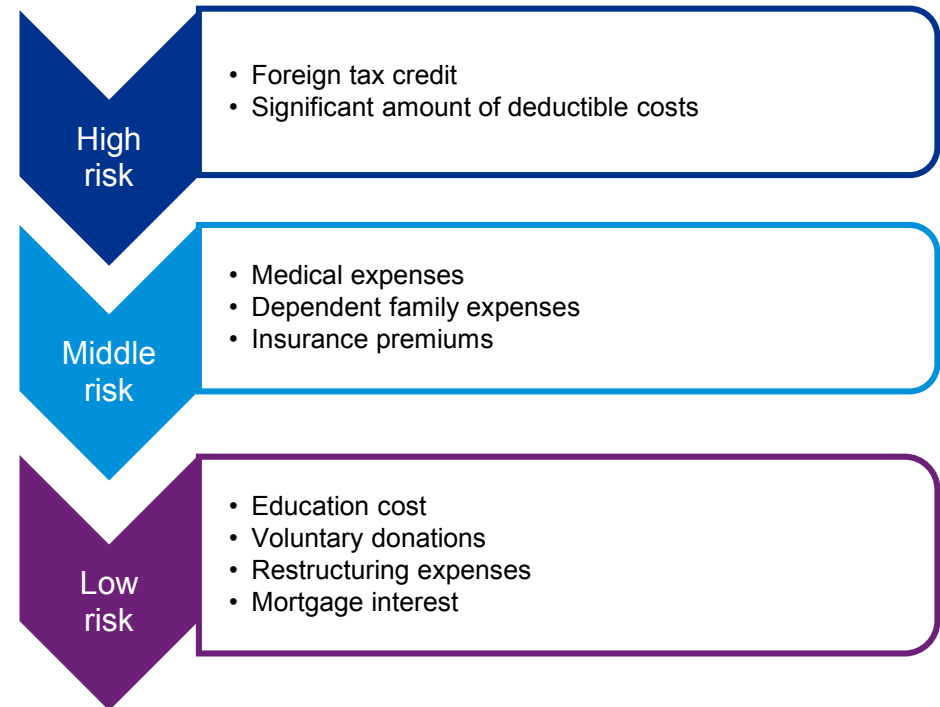 High
risk
• Foreign tax credit
• Significant amount of deductible costs
Middle
risk
• Medical expenses
• Dependent family expenses
• Insurance premiums
Low
risk
• Education cost
• Voluntary donations
• Restructuring expenses
• Mortgage interest